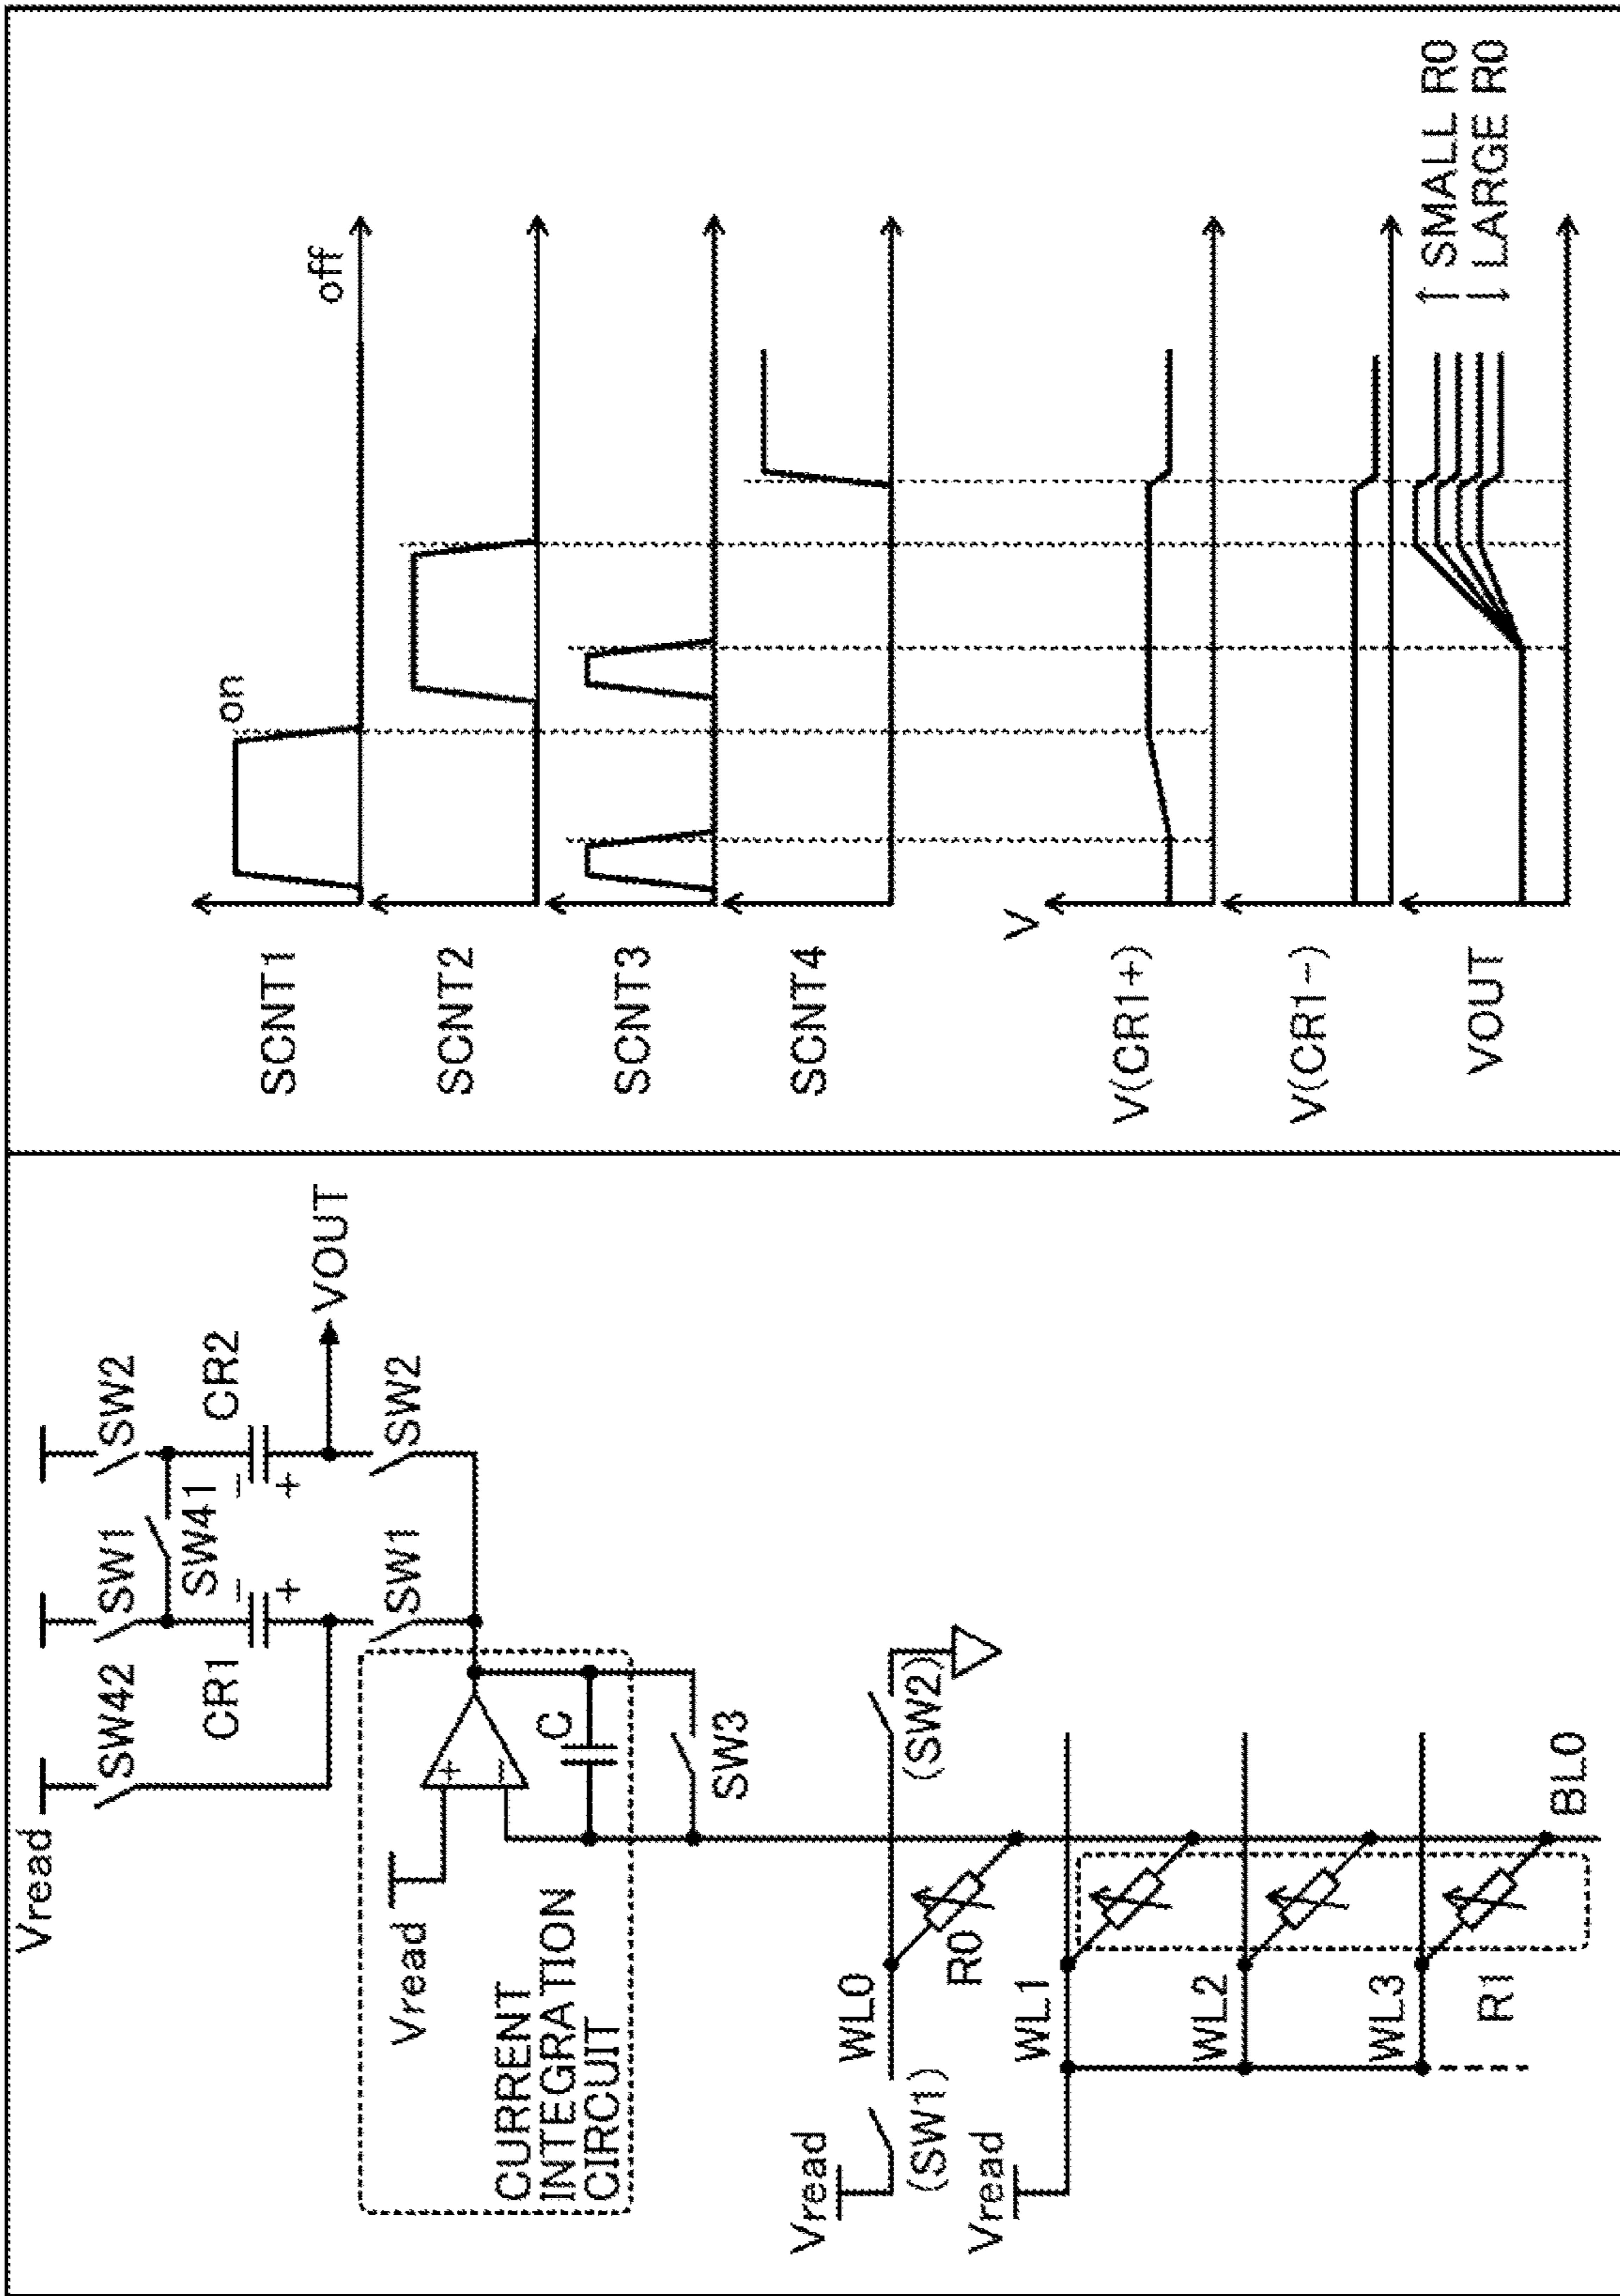 Vread
SW42
SW1
SW2
SW41
CR1
CR2
−
+
−
+
VOUT
SW1
SW2
Vread
+
−
C
CURRENT
INTEGRATION
CIRCUIT
SW3
Vread
(SW1)
WL0
(SW2)
R0
Vread
WL1
WL2
WL3
R1
BL0
SCNT1
on
off
SCNT2
SCNT3
SCNT4
V
V(CR1+)
V(CR1−)
VOUT
SMALL R0
LARGE R0